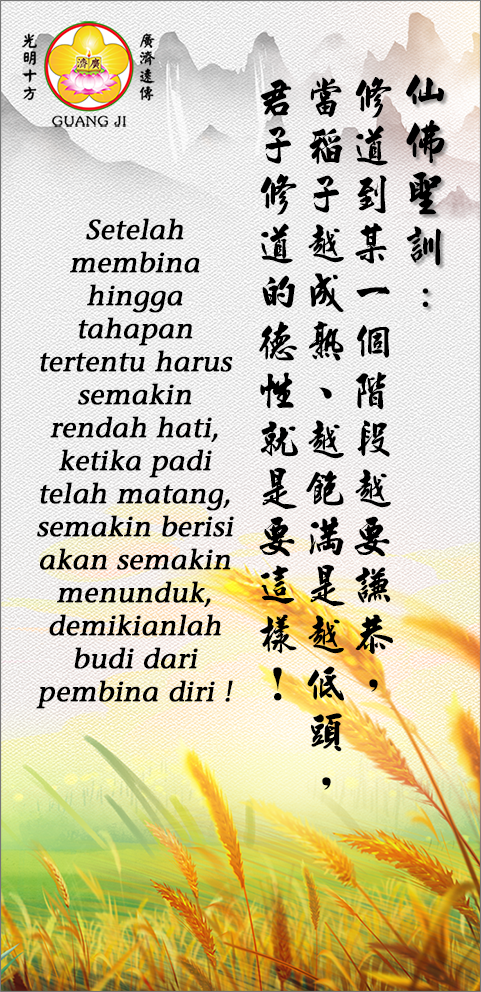 光明十方
廣濟遠傳
濟廣
GUANG JI
仙佛聖訓：
修道到某一個階段越要謙恭，
當稻子越成熟、越飽滿是越低頭，
君子修道的德性就是要這樣！
Setelah
membina
hingga
tahapan
tertentu harus
semakin
rendah hati,
ketika padi
telah matang,
semakin berisi
akan semakin
menunduk,
demikianlah
budi dari
pembina diri !